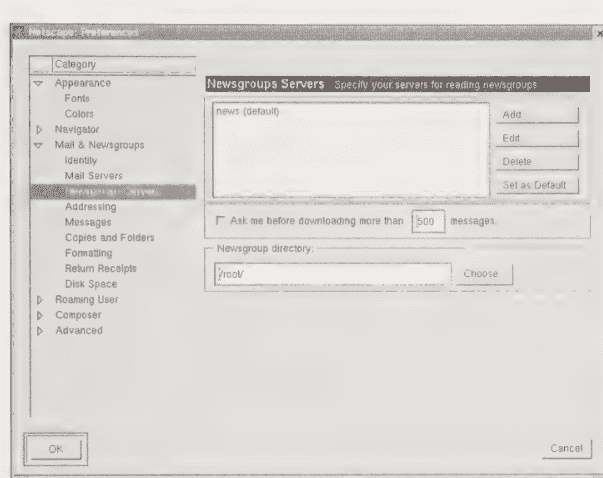 Netscape: Preferences
Category
Appearance
Fonts
Colors
Navigator
Mail & Newsgroups
Identity
Mail Servers
Addressing
Messages
Copies and Folders
Formatting
Return Receipts
Disk Space
Roaming User
Composer
Advanced
Newsgroups Servers Specify your servers for reading newsgroups
news (default)
Add
Edit
Delete
Set as Default
Ask me before downloading more than 500 messages.
Newsgroup directory:
/root/
Choose
OK
Cancel